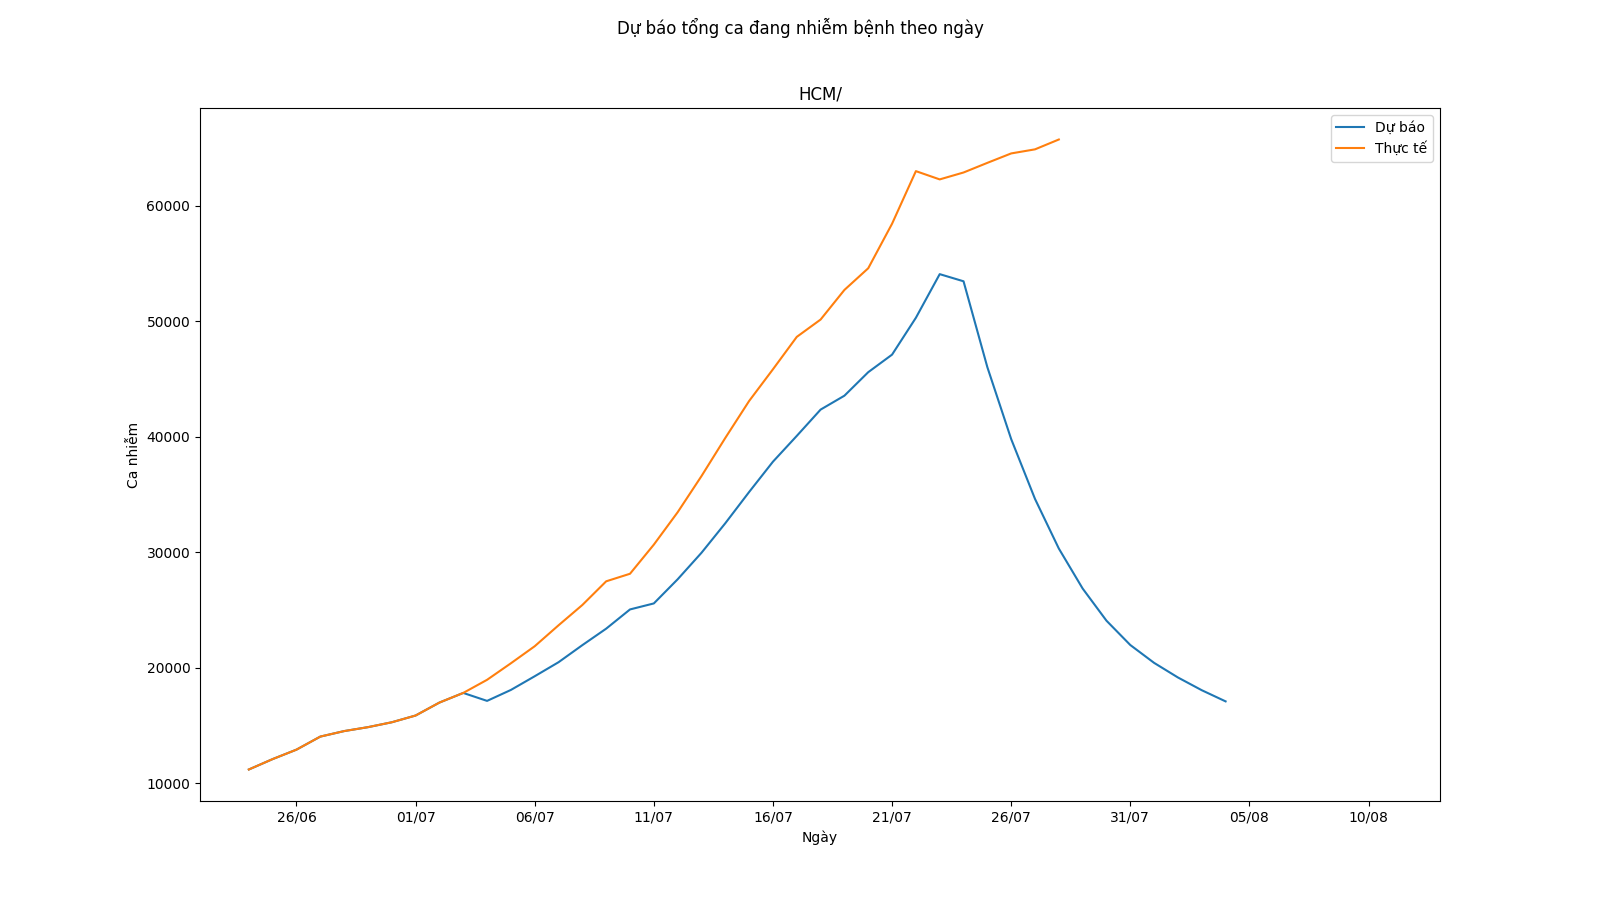 Dự báo tổng ca đang nhiễm bệnh theo ngày
HCM/
Dự báo
Thực tế
60000
50000
40000
30000
20000
10000
Ca nhiễm
26/06 01/07 06/07 11/07 16/07 21/07 26/07 31/07 05/08 10/08
Ngày